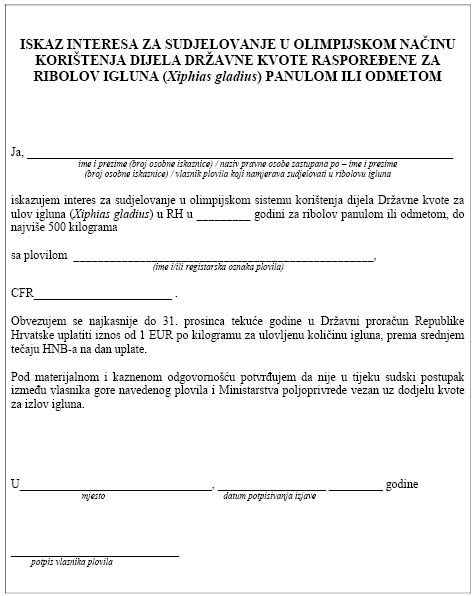 ISKAZ INTERESA ZA SUDJELOVANJE U OLIMPIJSKOM NAČINU
KORIŠTENJA DIJELA DRŽAVNE KVOTE RASPOREĐENE ZA
RIBOLOV IGLUNA (Xiphias gladius) PANULOM ILI ODMETOM
Ja, ________________________________________________________________________
ime i prezime (broj osobne iskaznice) / naziv pravne osobe zastupana po – ime i prezime
(broj osobne iskaznice) / vlasnik plovila koji namjerava sudjelovati u ribolovu igluna
iskazujem interes za sudjelovanje u olimpijskom sistemu korištenja dijela Državne kvote za
ulov igluna (Xiphias gladius) u RH u _________ godini za ribolov panulom ili odmetom, do
najviše 500 kilograma
sa plovilom __________________________________________________,
(ime i/ili registarska oznaka plovila)
CFR_______________________ .
Obvezujem se najkasnije do 31. prosinca tekuće godine u Državni proračun Republike
Hrvatske uplatiti iznos od 1 EUR po kilogramu za ulovljenu količinu igluna, prema srednjem
tečaju HNB-a na dan uplate.
Pod materijalnom i kaznenom odgovornošću potvrđujem da nije u tijeku sudski postupak
između vlasnika gore navedenog plovila i Ministarstva poljoprivrede vezan uz dodjelu kvote
za izlov igluna.
U________________________________, __________________ _________ godine
mjesto datum potpisivanja izjave
____________________________
potpis vlasnika plovila